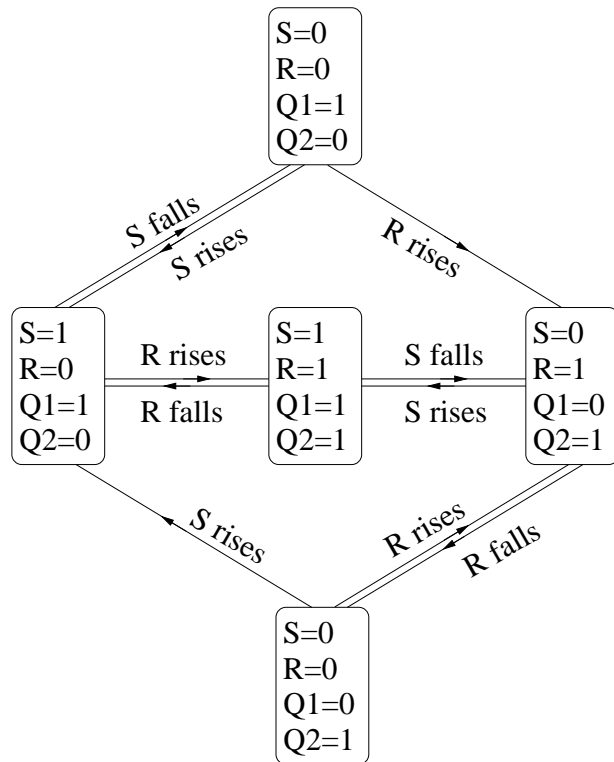 S=0
R=0
Q1=1
Q2=0
S falls
S rises
R rises
S=1
R=0
Q1=1
Q2=0
R rises
R falls
S=1
R=1
Q1=1
Q2=1
S falls
S rises
S=0
R=1
Q1=0
Q2=1
S rises
R rises
R falls
S=0
R=0
Q1=0
Q2=1